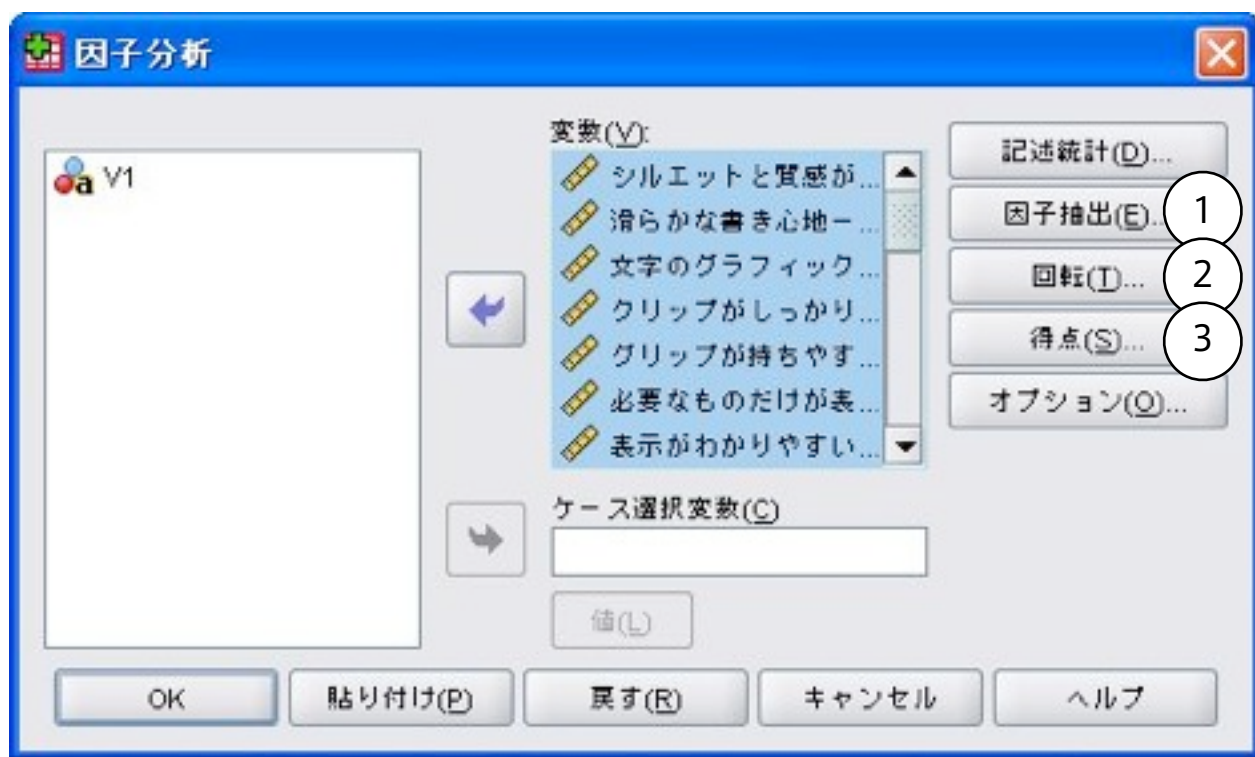 因子分析
V1
変数(V):
シルエットと質感が...
滑らかな書き心地ー...
文字のグラフィック...
クリップがしっかり...
グリップが持ちやす...
必要なものだけが表...
表示がわかりやすい...
ケース選択変数(C)
値(L)
記述統計(D)...
因子抽出(E)..
1
回転(T)...
2
得点(S)...
3
オプション(O)...
OK
貼り付け(P)
戻す(R)
キャンセル
ヘルプ